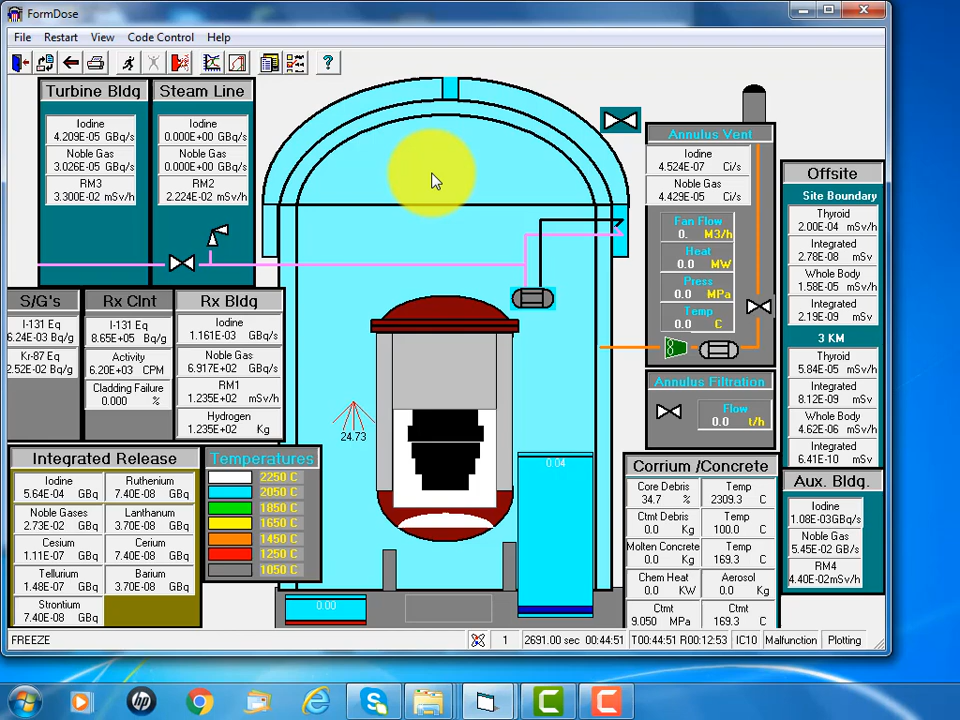 FormDose
File Restart View Code Control Help
Turbine Bldg
Iodine
4.209E-05 GBq/s
Noble Gas
3.026E-05 GBq/s
RM3
3.300E-02 mSv/h
Steam Line
Iodine
0.000E+00 GBq/s
Noble Gas
0.000E+00 GBq/s
RM2
2.224E-02 mSv/h
S/G's
I-131 Eq
6.24E-03 Bq/g
Kr-87 Eq
2.52E-02 Bq/g
Rx Clnt
I-131 Eq
8.65E+05 Bq/g
Activity
6.20E+03 CPM
Cladding Failure
0.000 %
Rx Bldg
Iodine
1.161E-03 GBq/s
Noble Gas
6.917E+02 GBq/s
RM1
1.235E+02 mSv/h
Hydrogen
1.235E+02 Kg
Integrated Release
Iodine
5.64E-04 GBq
Ruthenium
7.40E-08 GBq
Noble Gases
2.73E-02 GBq
Lanthanum
3.70E-08 GBq
Cesium
1.11E-07 GBq
Cerium
7.40E-08 GBq
Tellurium
1.48E-07 GBq
Barium
3.70E-08 GBq
Strontium
7.40E-08 GBq
Temperatures
2250 C
2050 C
1850 C
1650 C
1450 C
1250 C
1050 C
24.73
0.04
0.00
Annulus Vent
Iodine
4.524E-07 Ci/s
Noble Gas
4.429E-05 Ci/s
Fan Flow
0. M3/h
Heat
0.0 MW
Press
0.0 MPa
Temp
0.0 C
Annulus Filtration
Flow
0.0 t/h
Corrium /Concrete
Core Debris
34.7 %
Temp
2309.3 C
Ctmt Debris
0.0 Kg
Temp
100.0 C
Molten Concrete
0.0 Kg
Temp
169.3 C
Chem Heat
0.0 KW
Aerosol
0.0 Kg
Ctmt
9.050 MPa
Ctmt
169.3 C
Offsite
Site Boundary
Thyroid
2.00E-04 mSv/h
Integrated
2.78E-08 mSv
Whole Body
1.58E-05 mSv/h
Integrated
2.19E-09 mSv
3 KM
Thyroid
5.84E-05 mSv/h
Integrated
8.12E-09 mSv
Whole Body
4.62E-06 mSv/h
Integrated
6.41E-10 mSv
Aux. Bldg.
Iodine
1.08E-03GBq/s
Noble Gas
5.45E-02 GB/s
RM4
4.40E-02mSv/h
FREEZE 1 2691.00 sec 00:44:51 T00:44:51 R00:12:53 IC10 Malfunction Plotting